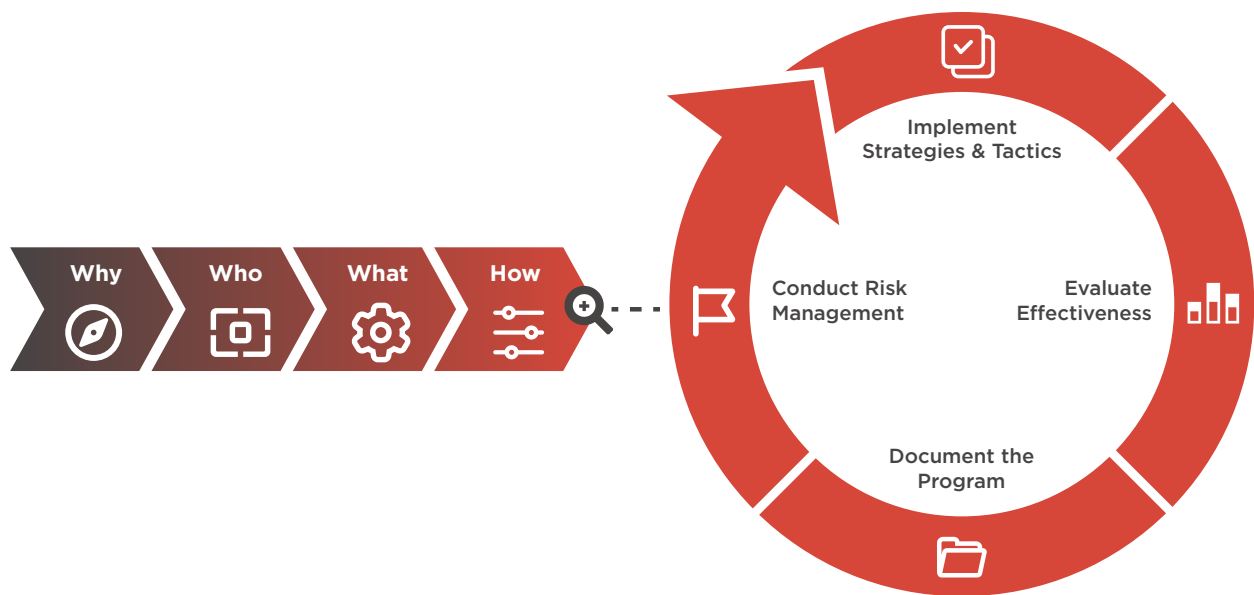 Why
Who
What
How
Implement
Strategies & Tactics
Conduct Risk
Management
Evaluate
Effectiveness
Document the
Program